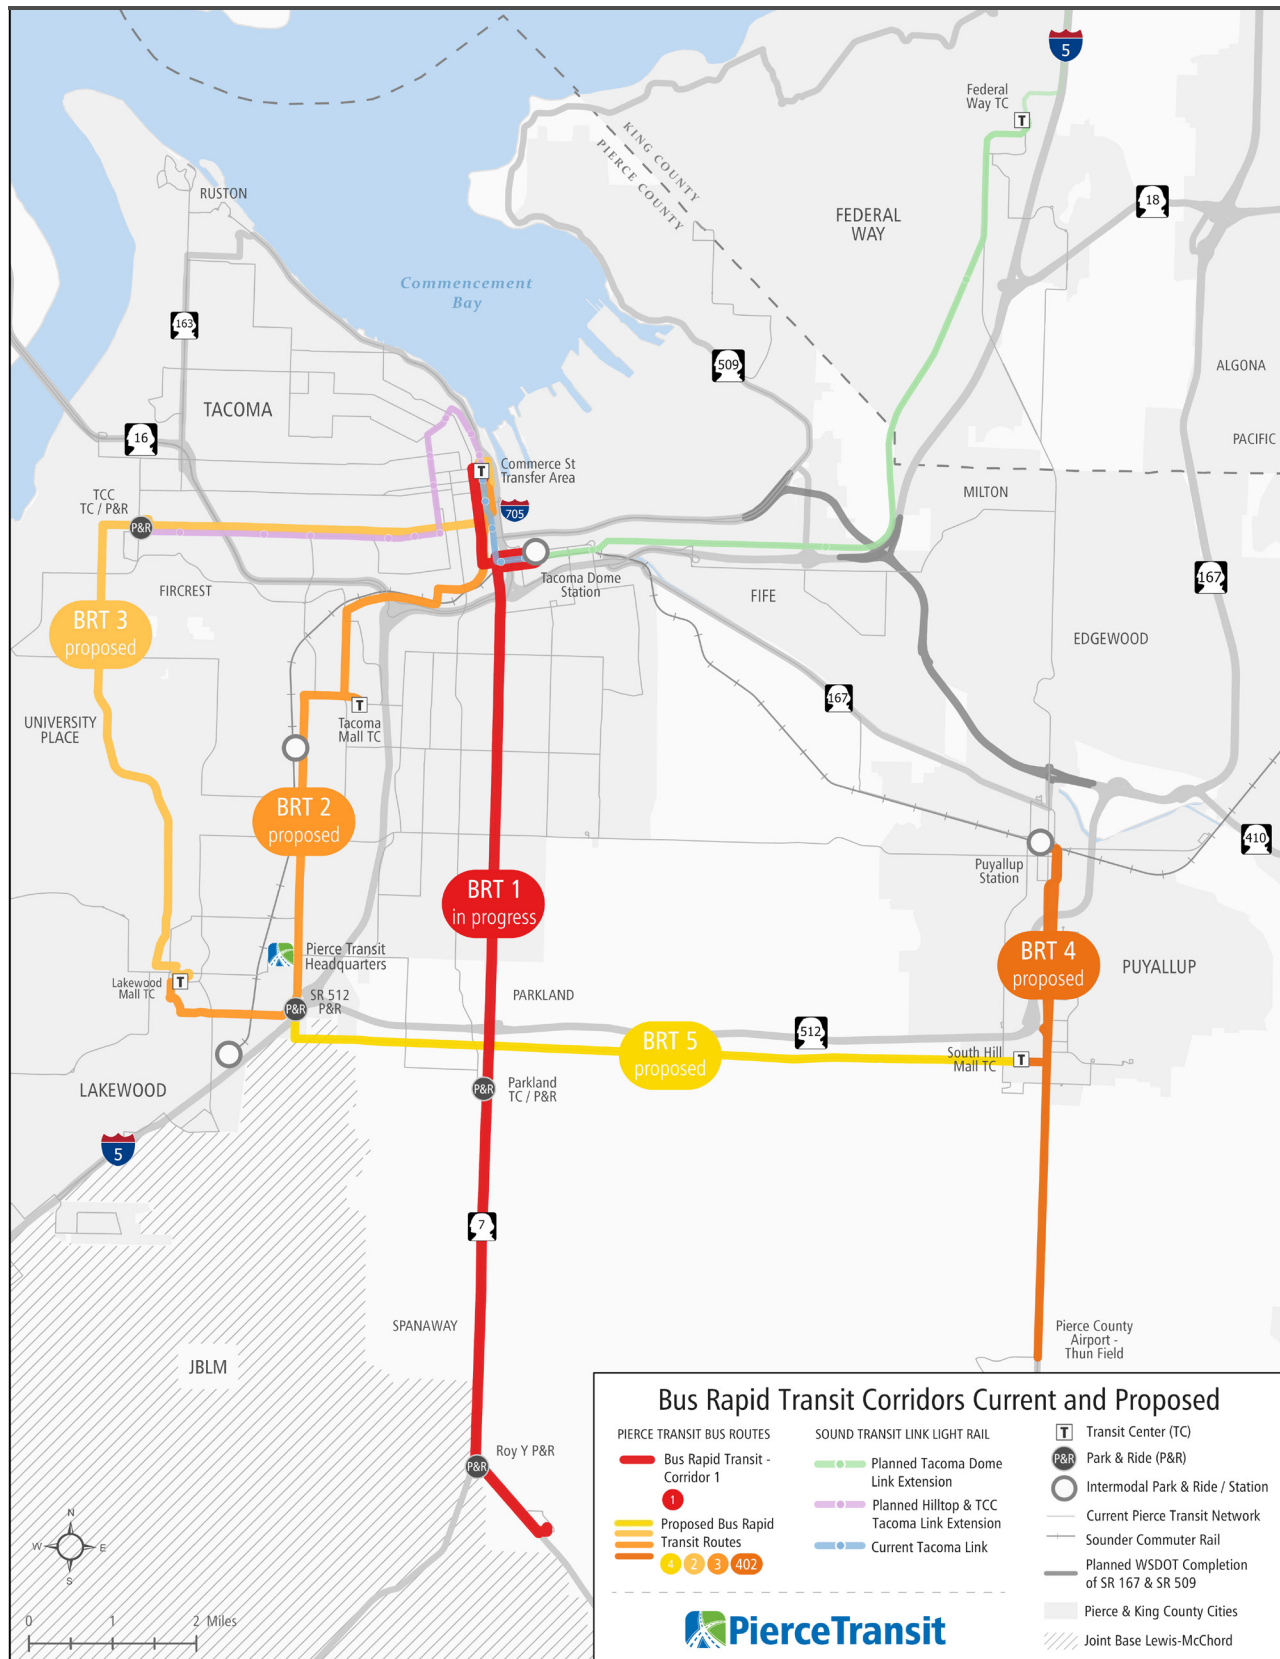 5
Federal
Way TC
T
KING COUNTY
PIERCE COUNTY
RUSTON
18
FEDERAL
WAY
Commencement
Bay
163
509
ALGONA
TACOMA
16
PACIFIC
Commerce St
Transfer Area
T
TCC
TC / P&R
P&R
MILTON
705
Tacoma Dome
Station
167
FIRCREST
FIFE
BRT 3
proposed
EDGEWOOD
167
T
Tacoma
Mall TC
UNIVERSITY
PLACE
BRT 2
proposed
410
Puyallup
Station
BRT 1
in progress
Pierce Transit
Headquarters
BRT 4
proposed
PUYALLUP
Lakewood
Mall TC
T
SR 512
P&R
P&R
PARKLAND
512
BRT 5
proposed
South Hill
Mall TC
T
LAKEWOOD
P&R
Parkland
TC / P&R
5
7
SPANAWAY
Pierce County
Airport -
Thun Field
JBLM
Roy Y P&R
P&R
N
W
E
S
0 1 2 Miles
Bus Rapid Transit Corridors Current and Proposed
PIERCE TRANSIT BUS ROUTES
Bus Rapid Transit -
Corridor 1
1
Proposed Bus Rapid
Transit Routes
4 2 3 402
SOUND TRANSIT LINK LIGHT RAIL
Planned Tacoma Dome
Link Extension
Planned Hilltop & TCC
Tacoma Link Extension
Current Tacoma Link
T Transit Center (TC)
P&R Park & Ride (P&R)
Intermodal Park & Ride / Station
Current Pierce Transit Network
Sounder Commuter Rail
Planned WSDOT Completion
of SR 167 & SR 509
Pierce & King County Cities
Joint Base Lewis-McChord
PierceTransit